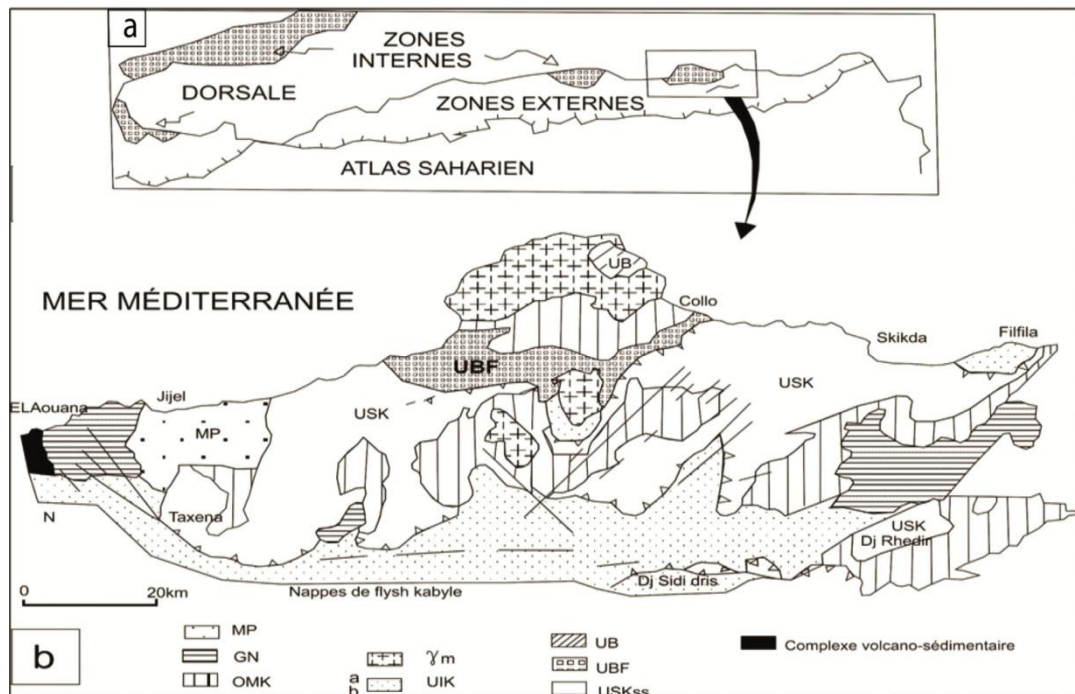 a
ZONES
INTERNES
DORSALE
ZONES EXTERNES
ATLAS SAHARIEN
MER MÉDITERRANÉE
UB
Collo
Skikda
Filfila
UBF
USK
ELAouana
Jijel
USK
MP
N
Taxena
USK
Dj Rhedir
Dj Sidi dris
0 20km
Nappes de flysh kabyle
b
MP
GN
OMK
γm
a
b
UIK
UB
UBF
USKss
Complexe volcano-sédimentaire